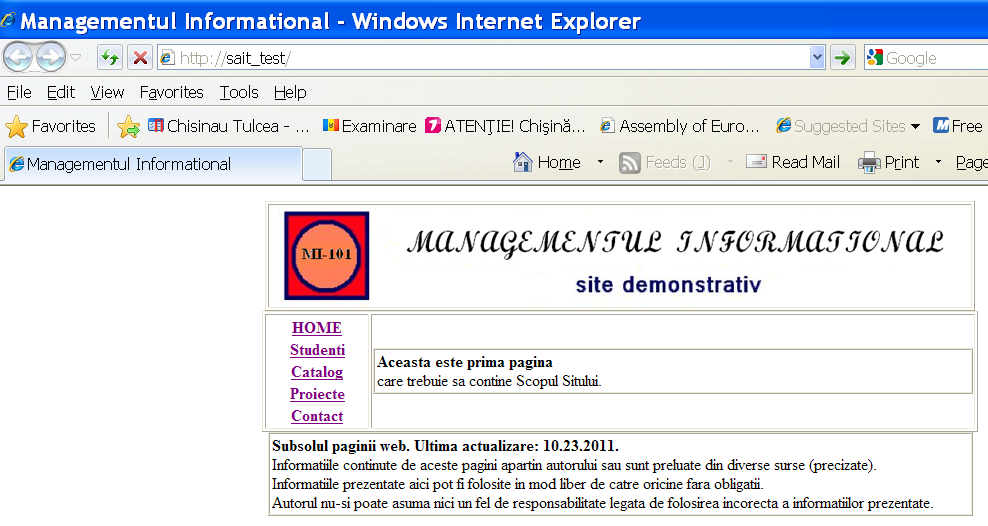 Managementul Informational - Windows Internet Explorer
http://sait_test/
Google
File Edit View Favorites Tools Help
Favorites Chisinau Tulcea - ... Examinare ATENŢIE! Chişină... Assembly of Euro... Suggested Sites Free
Managementul Informational Home Feeds (J) Read Mail Print Page
MI-101
MANAGEMENTUL INFORMATIONAL
site demonstrativ
HOME
Studenti
Catalog
Proiecte
Contact
Aceasta este prima pagina
care trebuie sa contine Scopul Sitului.
Subsolul paginii web. Ultima actualizare: 10.23.2011.
Informatiile continute de aceste pagini apartin autorului sau sunt preluate din diverse surse (precizate).
Informatiile prezentate aici pot fi folosite in mod liber de catre oricine fara obligatii.
Autorul nu-si poate asuma nici un fel de responsabilitate legata de folosirea incorecta a informatiilor prezentate.